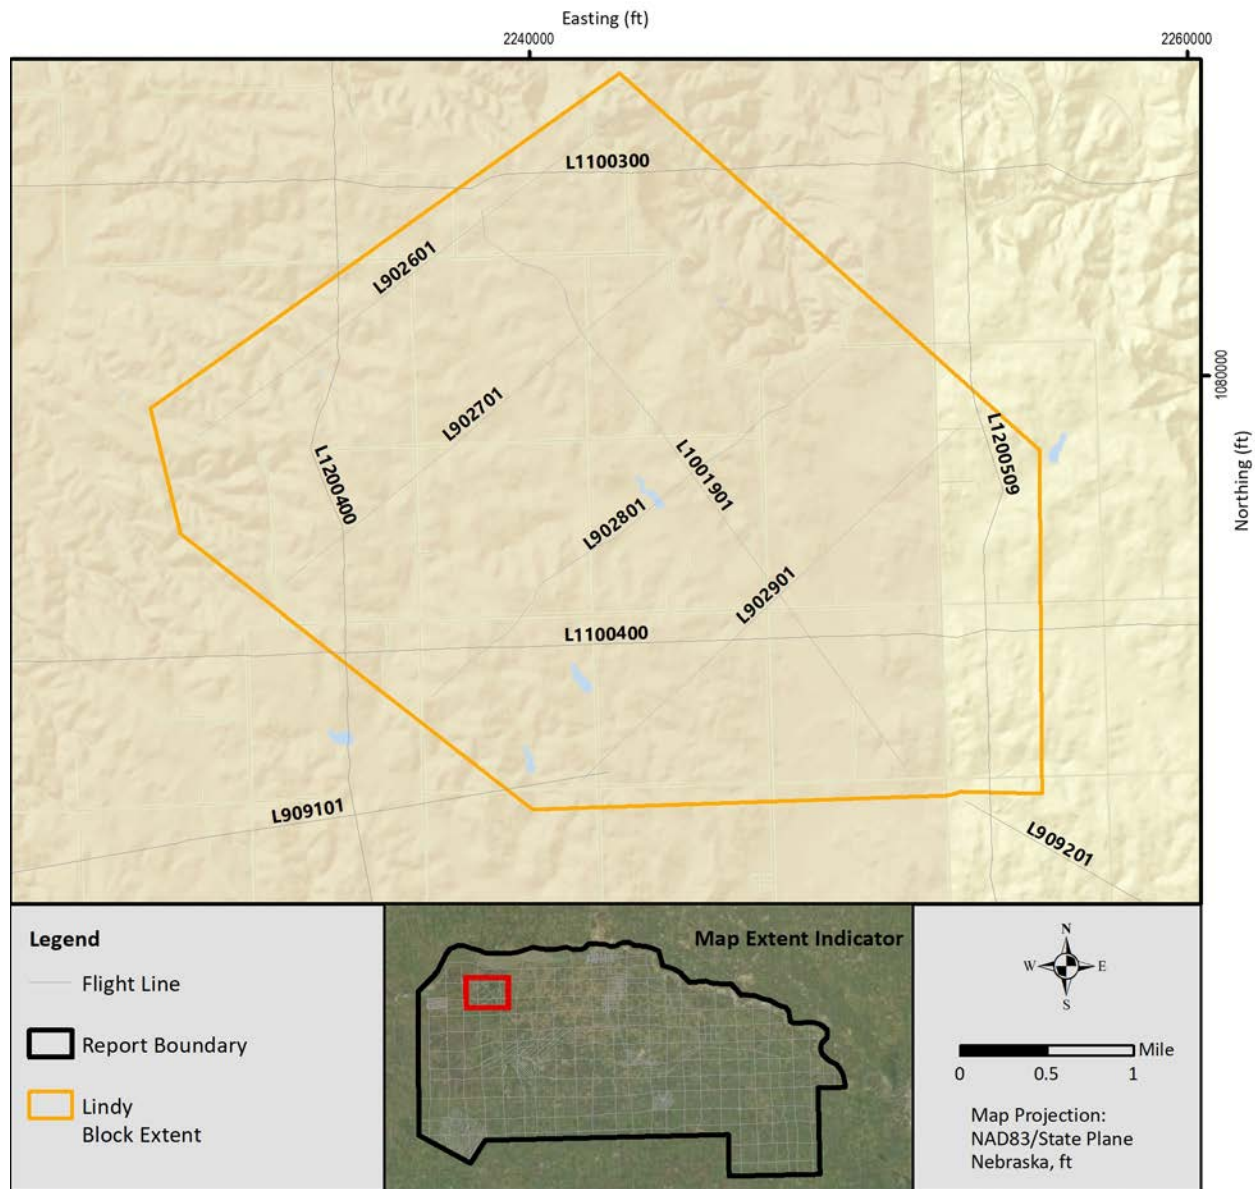 Easting (ft)
2240000
2260000
L1100300
L902601
1080000
L902701
L1200400
L1001901
L1200509
Northing (ft)
L902801
L902901
L1100400
L909101
L909201
Legend
Flight Line
Report Boundary
Lindy
Block Extent
Map Extent Indicator
N
W
E
S
Mile
0
0.5
1
Map Projection:
NAD83/State Plane
Nebraska, ft